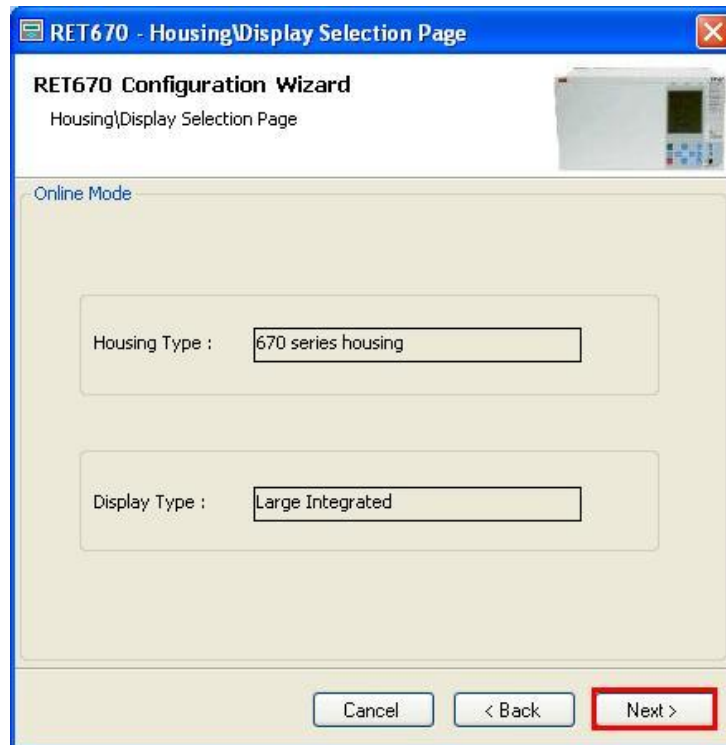 RET670 - Housing\Display Selection Page
RET670 Configuration Wizard
Housing\Display Selection Page
Online Mode
Housing Type :
670 series housing
Display Type :
Large Integrated
Cancel
< Back
Next >